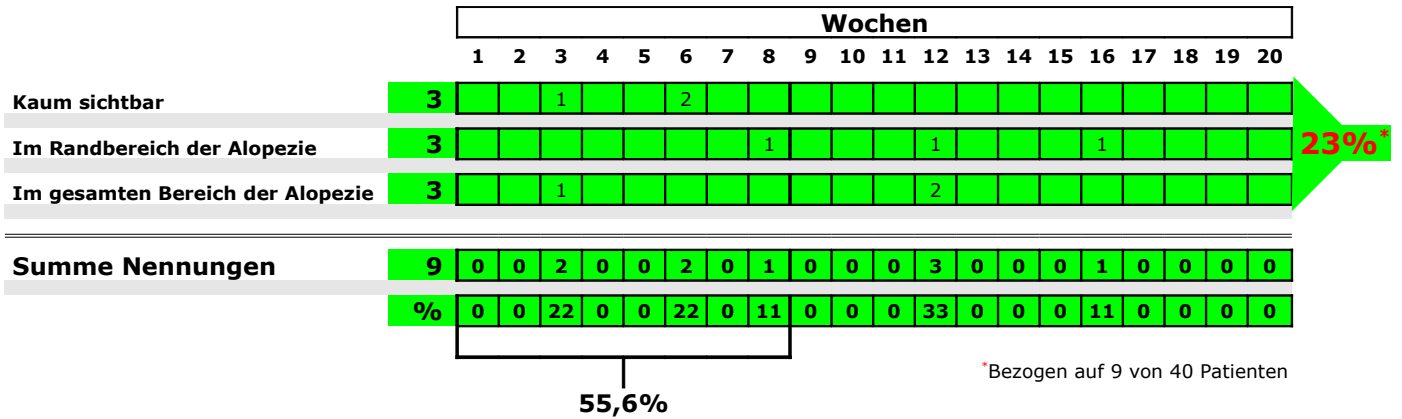 Wochen
1 2 3 4 5 6 7 8 9 10 11 12 13 14 15 16 17 18 19 20
Kaum sichtbar 3 1 2
Im Randbereich der Alopezie 3 1 1 1
23%*
Im gesamten Bereich der Alopezie 3 1 2
Summe Nennungen 9 0 0 2 0 0 2 0 1 0 0 0 3 0 0 0 1 0 0 0 0
% 0 0 22 0 0 22 0 11 0 0 0 33 0 0 0 11 0 0 0 0
*Bezogen auf 9 von 40 Patienten
55,6%